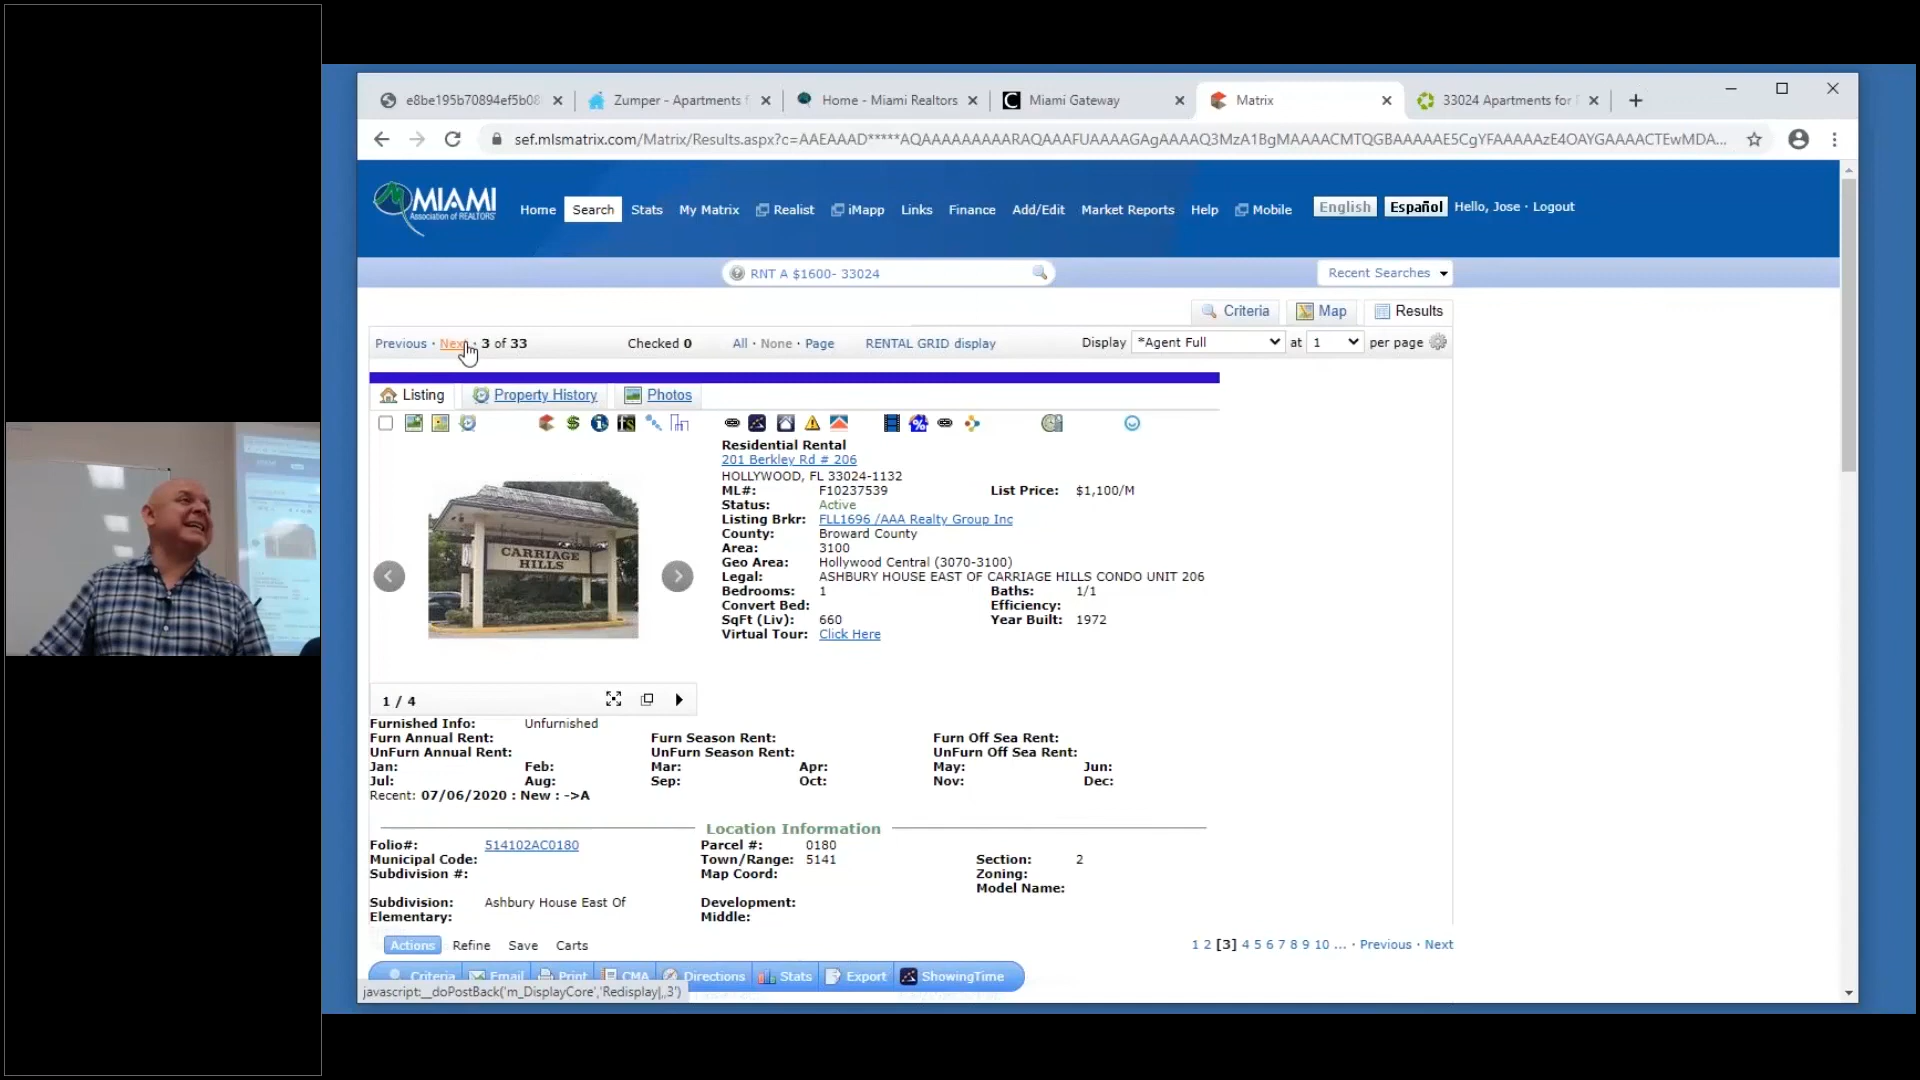 e8be195b70894ef5b08
Zumper - Apartments f
Home - Miami Realtors
Miami Gateway
Matrix
33024 Apartments for
sef.mlsmatrix.com/Matrix/Results.aspx?c=AAEAAAD*****AQAAAAAAAAARAQAAAFUAAAAGAgAAAAQ3MzA1BgMAAAACMTQGBAAAAAE5CgYFAAAAAzE4OAYGAAAACTEwMDA...
MIAMI
Association of REALTORS
Home Search Stats My Matrix Realist iMapp Links Finance Add/Edit Market Reports Help Mobile English Español Hello, Jose · Logout
RNT A $1600- 33024
Recent Searches
Criteria Map Results
Previous · Next · 3 of 33 Checked 0 All · None · Page RENTAL GRID display Display *Agent Full at 1 per page
Listing Property History Photos
Residential Rental
201 Berkley Rd # 206
HOLLYWOOD, FL 33024-1132
ML#: F10237539 List Price: $1,100/M
Status: Active
Listing Brkr: FLL1696 /AAA Realty Group Inc
County: Broward County
Area: 3100
Geo Area: Hollywood Central (3070-3100)
Legal: ASHBURY HOUSE EAST OF CARRIAGE HILLS CONDO UNIT 206
Bedrooms: 1 Baths: 1/1
Convert Bed: Efficiency:
SqFt (Liv): 660 Year Built: 1972
Virtual Tour: Click Here
CARRIAGE
HILLS
1 / 4
Furnished Info: Unfurnished
Furn Annual Rent: Furn Season Rent: Furn Off Sea Rent:
UnFurn Annual Rent: UnFurn Season Rent: UnFurn Off Sea Rent:
Jan: Feb: Mar: Apr: May: Jun:
Jul: Aug: Sep: Oct: Nov: Dec:
Recent: 07/06/2020 : New : ->A
Location Information
Folio#: 514102AC0180 Parcel #: 0180
Municipal Code: Town/Range: 5141 Section: 2
Subdivision #: Map Coord: Zoning:
Model Name:
Subdivision: Ashbury House East Of Development:
Elementary: Middle:
Actions Refine Save Carts
1 2 [3] 4 5 6 7 8 9 10 ... · Previous · Next
Criteria Email Print CMA Directions Stats Export ShowingTime
javascript:__doPostBack('m_DisplayCore','Redisplay|,,3')